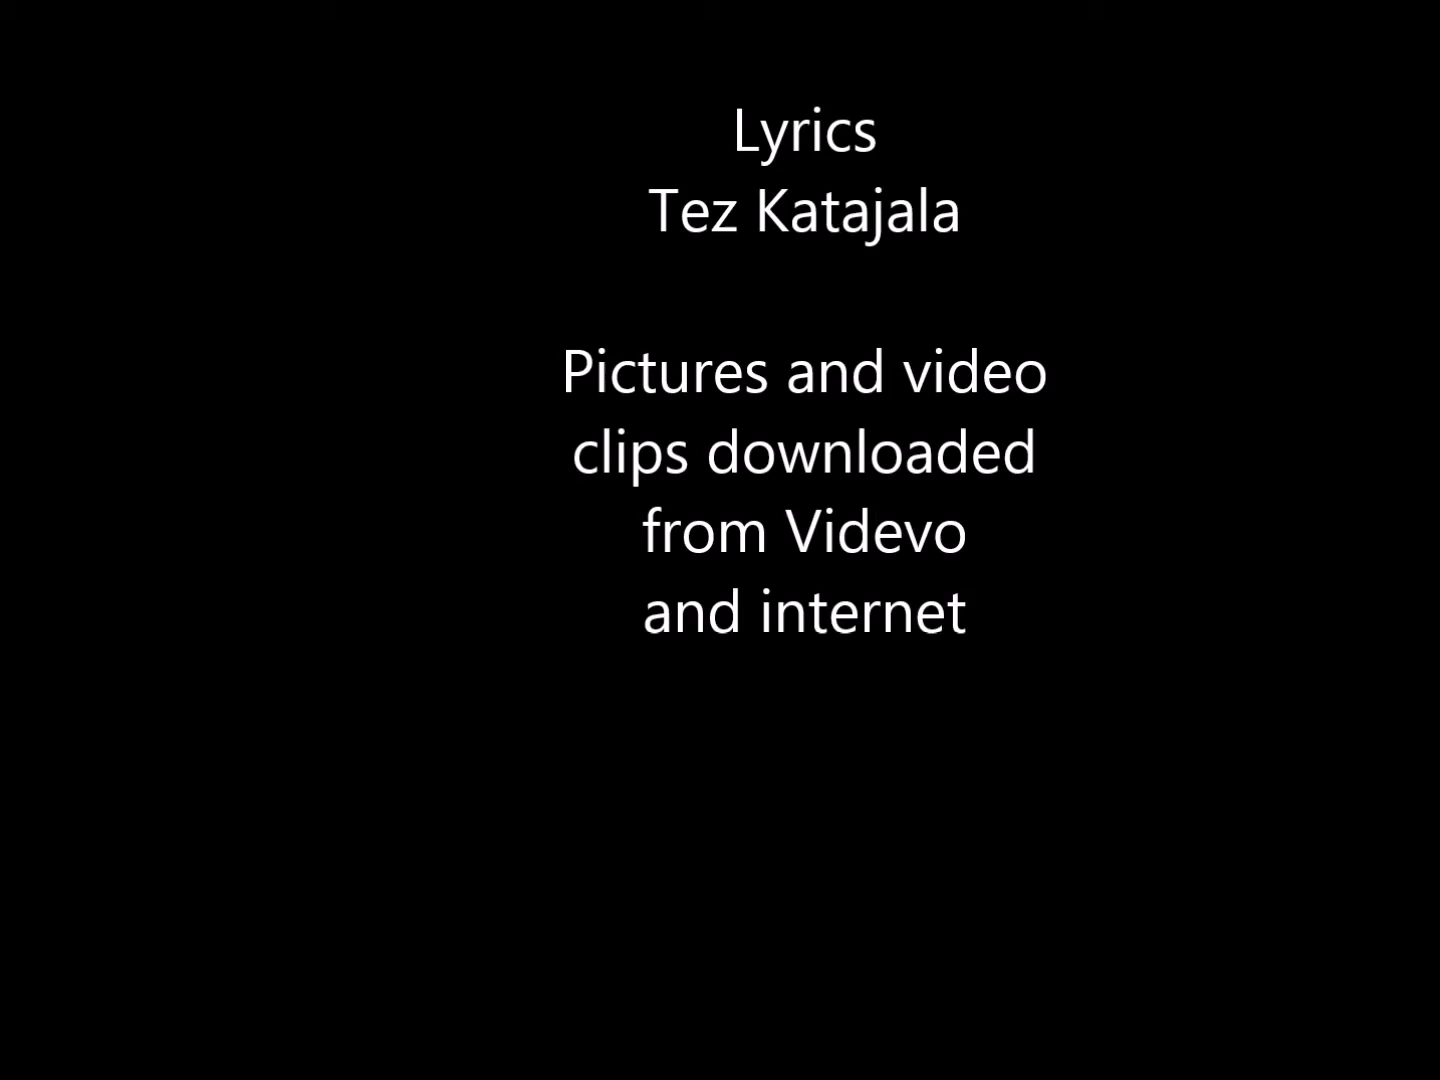 Lyrics
Tez Katajala
Pictures and video
clips downloaded
from Videvo
and internet